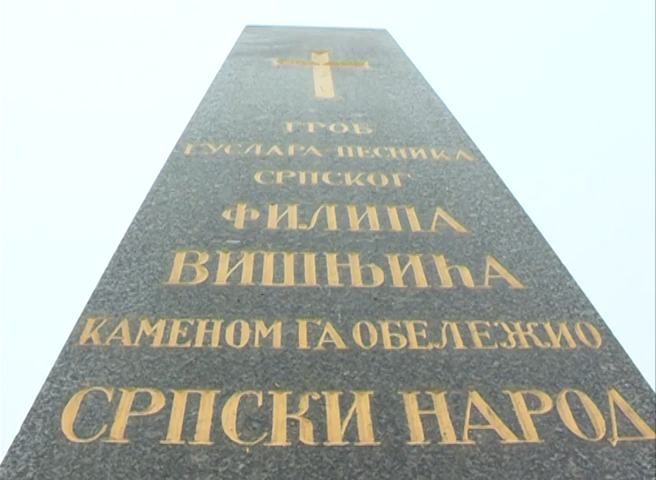 ГРОБ
ГУСЛАРА-ПЕСНИКА
СРПСКОГ
ФИЛИПА
ВИШЊИЋА
КАМЕНОМ ГА ОБЕЛЕЖИО
СРПСКИ НАРОД